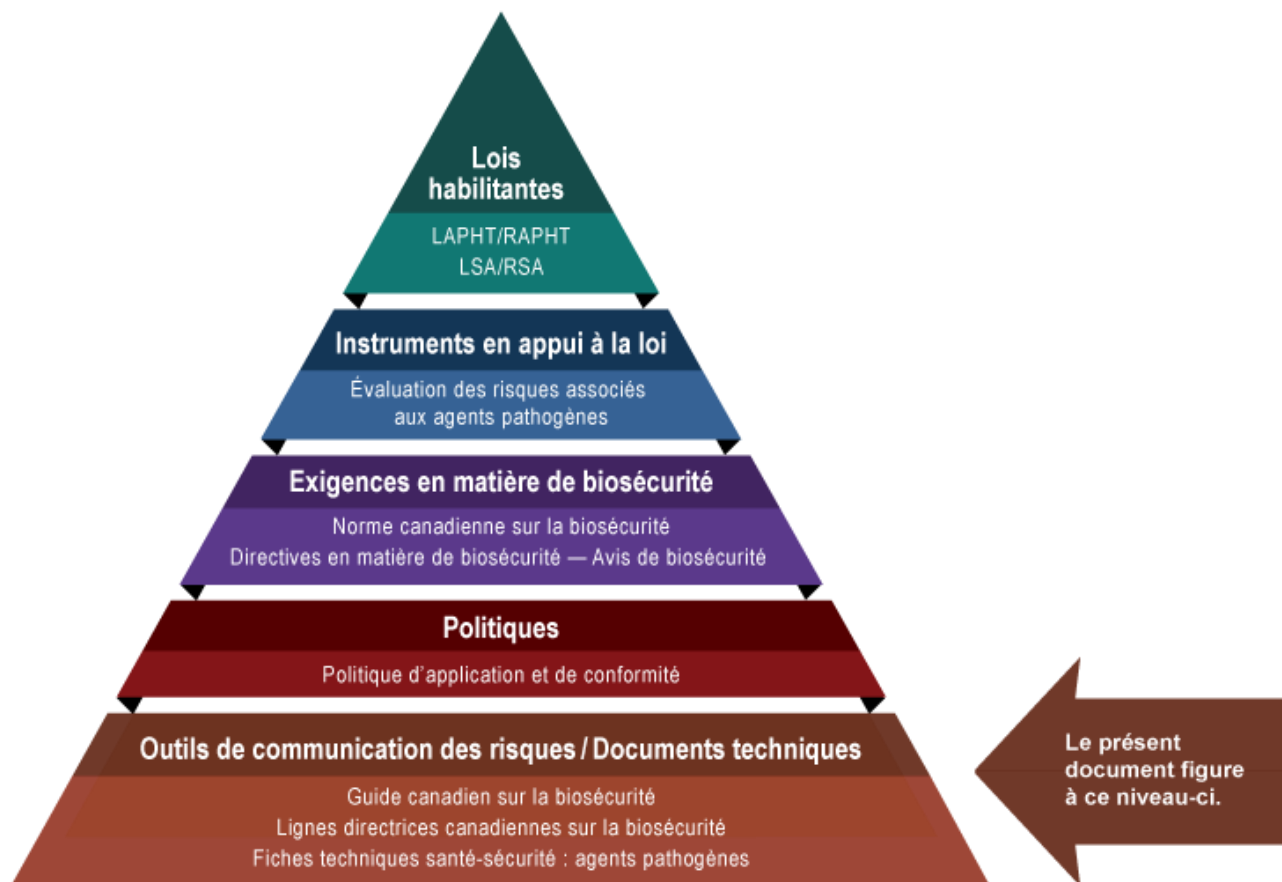 Lois
habilitantes
LAPHT/RAPHT
LSA/RSA
Instruments en appui à la loi
Évaluation des risques associés
aux agents pathogènes
Exigences en matière de biosécurité
Norme canadienne sur la biosécurité
Directives en matière de biosécurité — Avis de biosécurité
Politiques
Politique d’application et de conformité
Outils de communication des risques / Documents techniques
Guide canadien sur la biosécurité
Lignes directrices canadiennes sur la biosécurité
Fiches techniques santé-sécurité : agents pathogènes
Le présent
document figure
à ce niveau-ci.